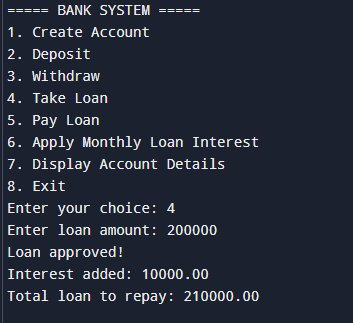 ===== BANK SYSTEM =====
1. Create Account
2. Deposit
3. Withdraw
4. Take Loan
5. Pay Loan
6. Apply Monthly Loan Interest
7. Display Account Details
8. Exit
Enter your choice: 4
Enter loan amount: 200000
Loan approved!
Interest added: 10000.00
Total loan to repay: 210000.00